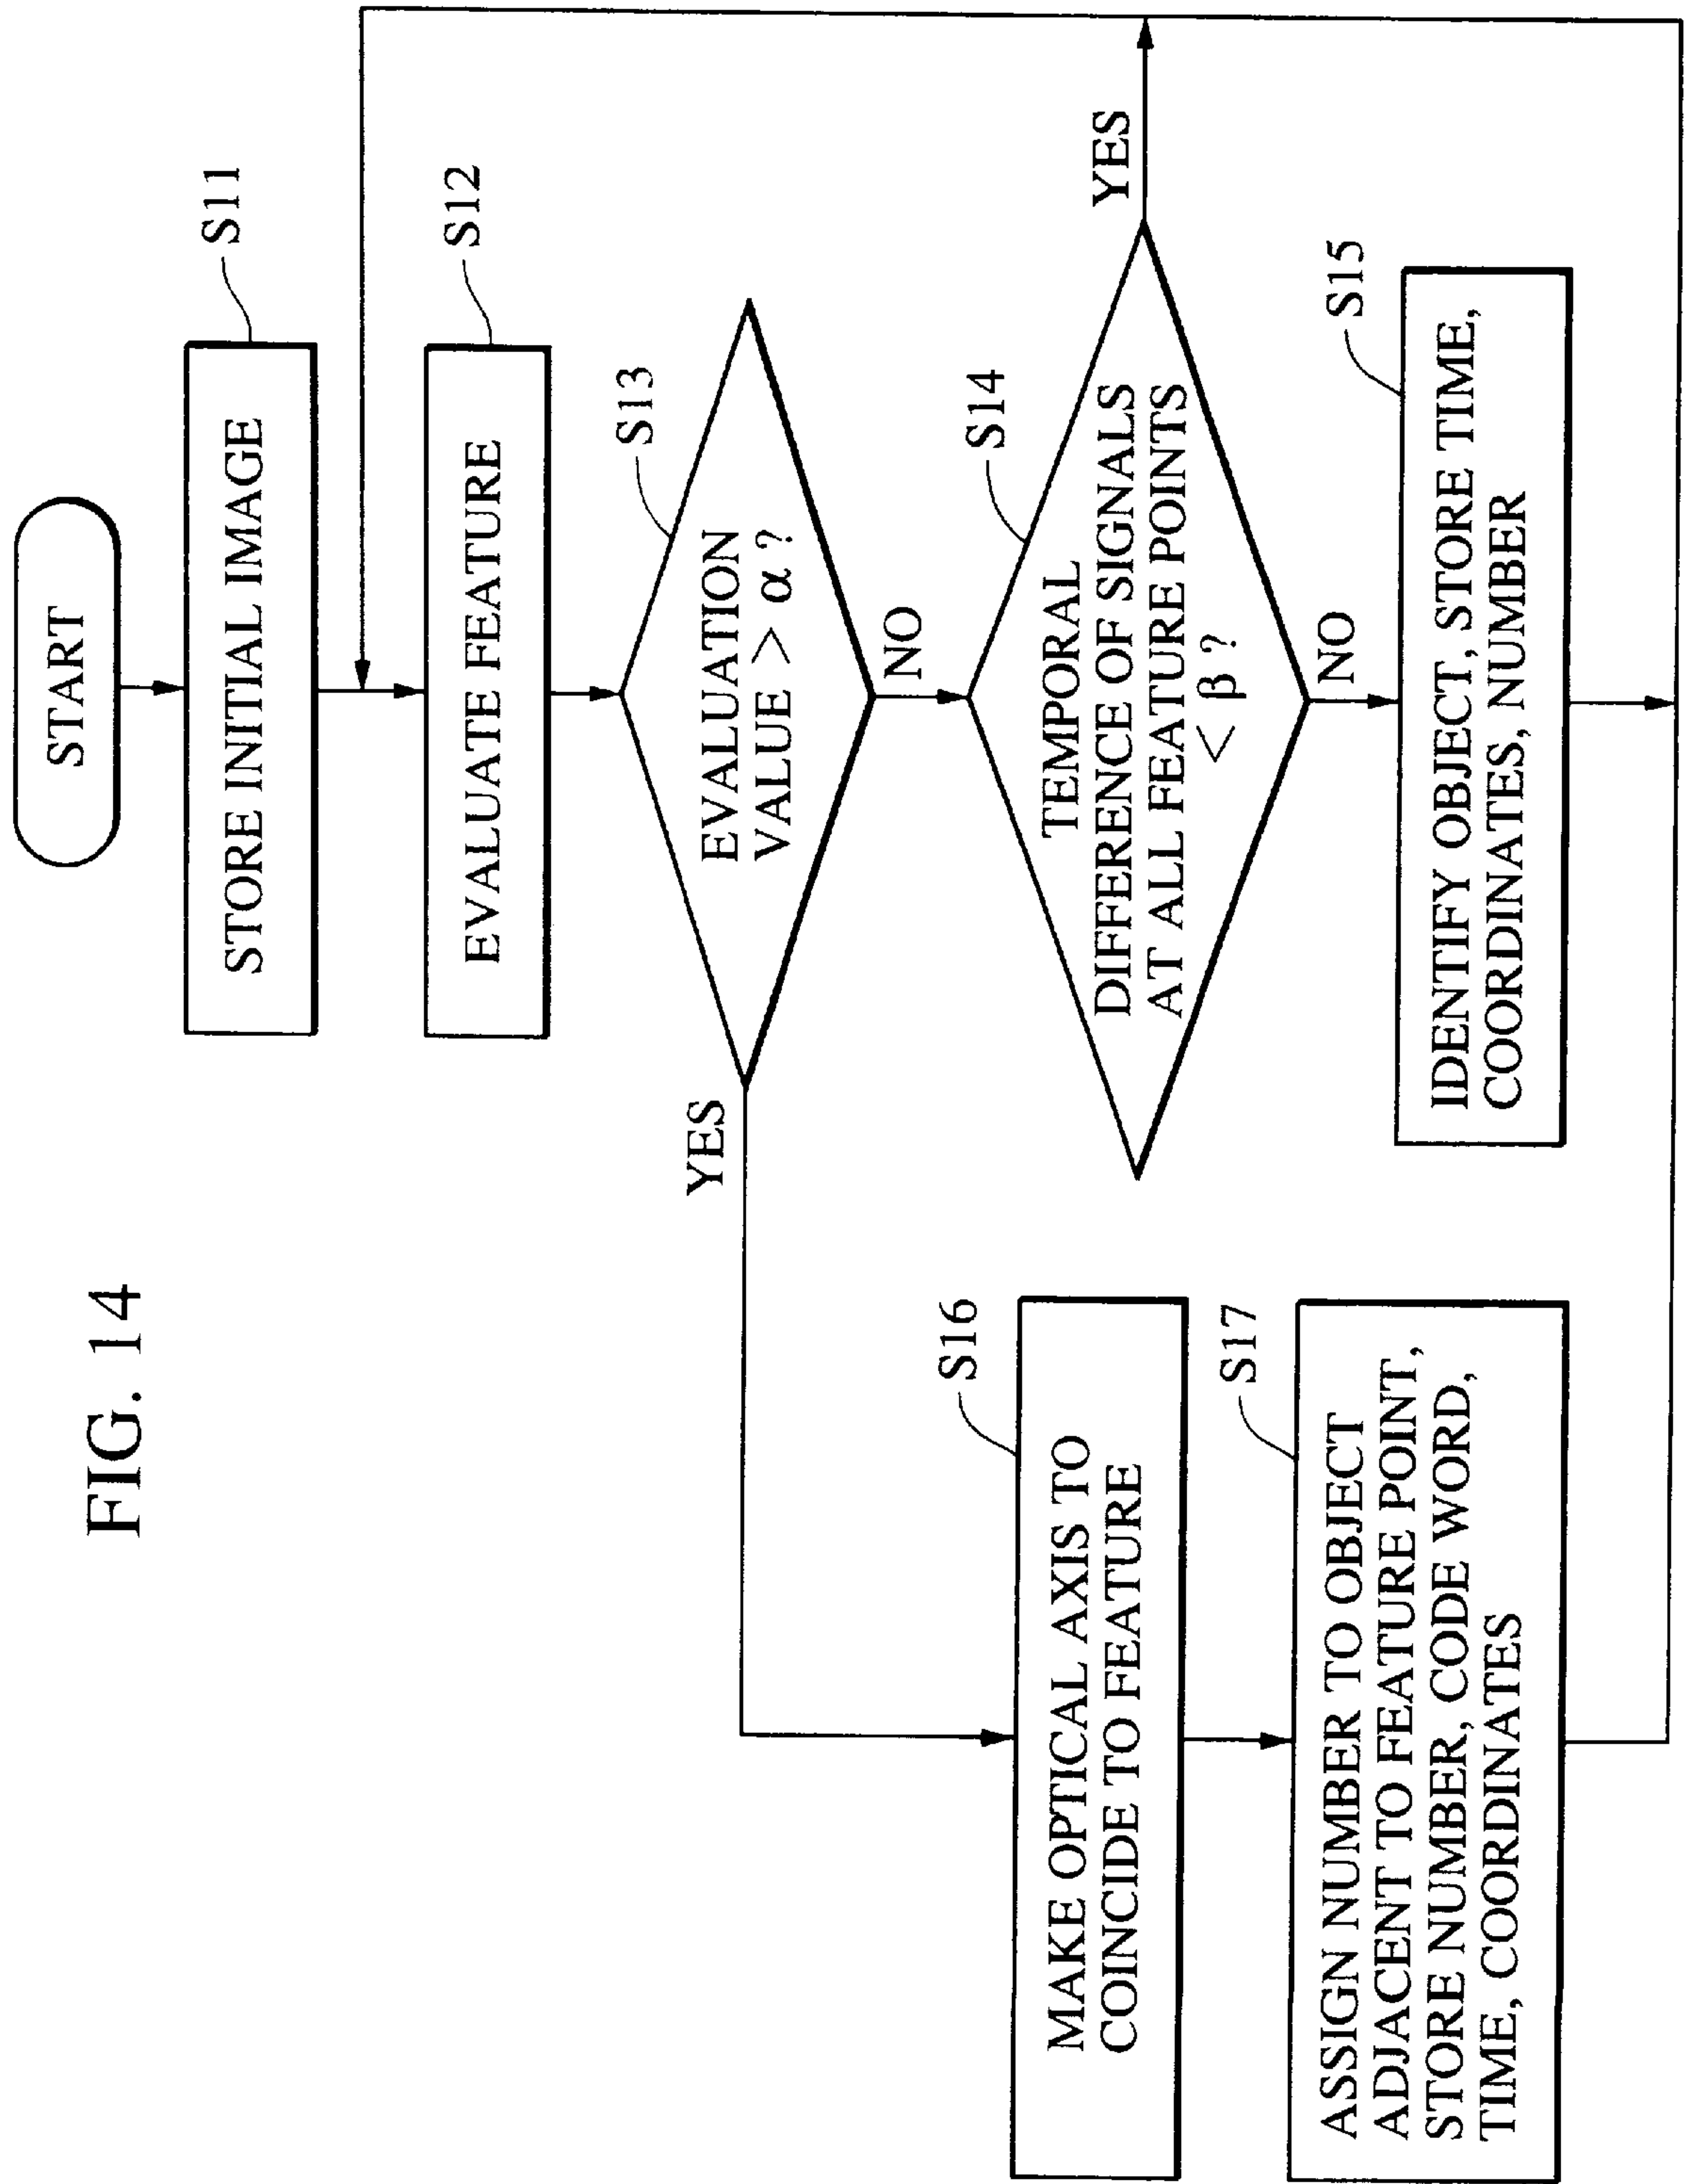 FIG. 14
START
STORE INITIAL IMAGE
S11
EVALUATE FEATURE
S12
EVALUATION
VALUE > α ?
S13
YES
NO
TEMPORAL
DIFFERENCE OF SIGNALS
AT ALL FEATURE POINTS
< β ?
S14
YES
NO
IDENTIFY OBJECT, STORE TIME,
COORDINATES, NUMBER
S15
MAKE OPTICAL AXIS TO
COINCIDE TO FEATURE
S16
ASSIGN NUMBER TO OBJECT
ADJACENT TO FEATURE POINT,
STORE NUMBER, CODE WORD,
TIME, COORDINATES
S17